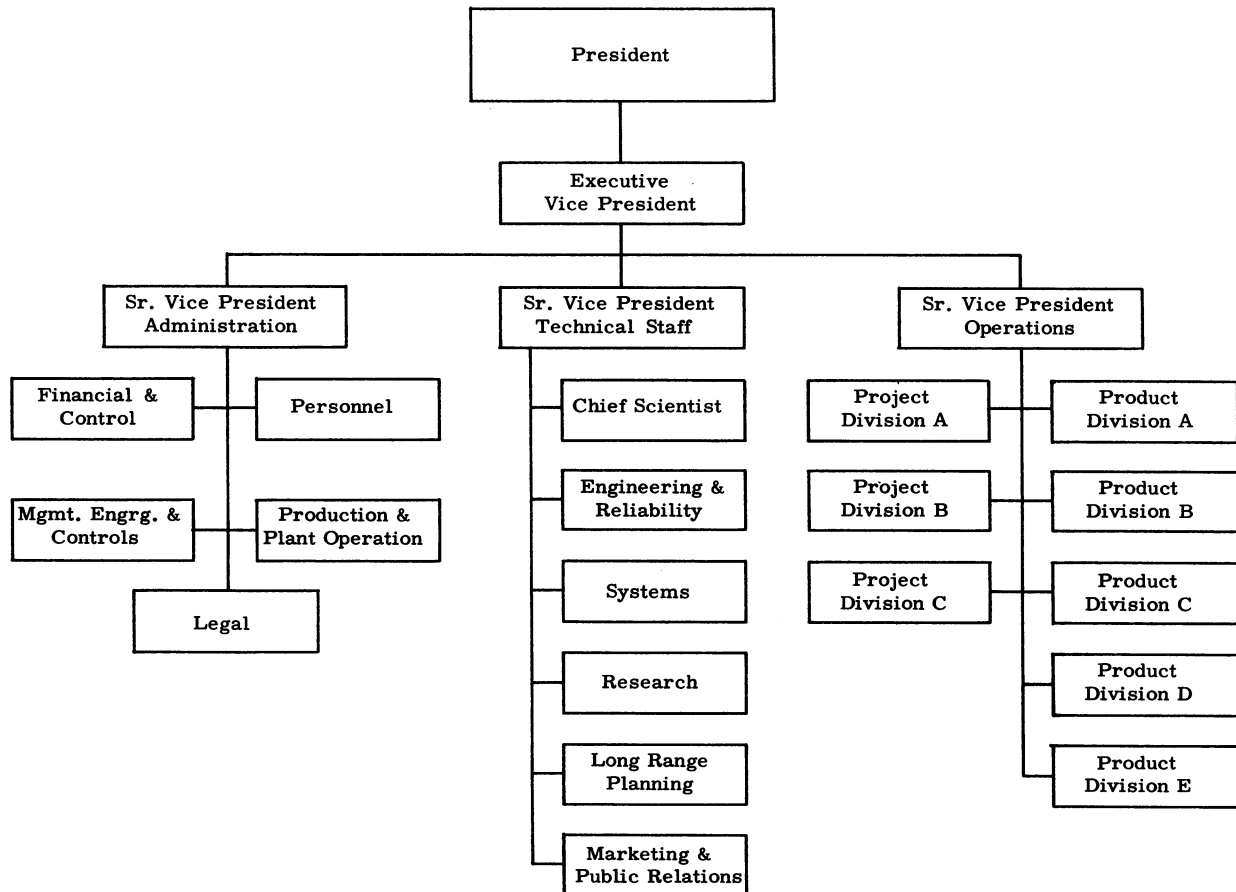 President
Executive
Vice President
Sr. Vice President
Administration
Sr. Vice President
Technical Staff
Sr. Vice President
Operations
Financial &
Control
Personnel
Mgmt. Engrg. &
Controls
Production &
Plant Operation
Legal
Chief Scientist
Engineering &
Reliability
Systems
Research
Long Range
Planning
Marketing &
Public Relations
Project
Division A
Product
Division A
Project
Division B
Product
Division B
Project
Division C
Product
Division C
Product
Division D
Product
Division E